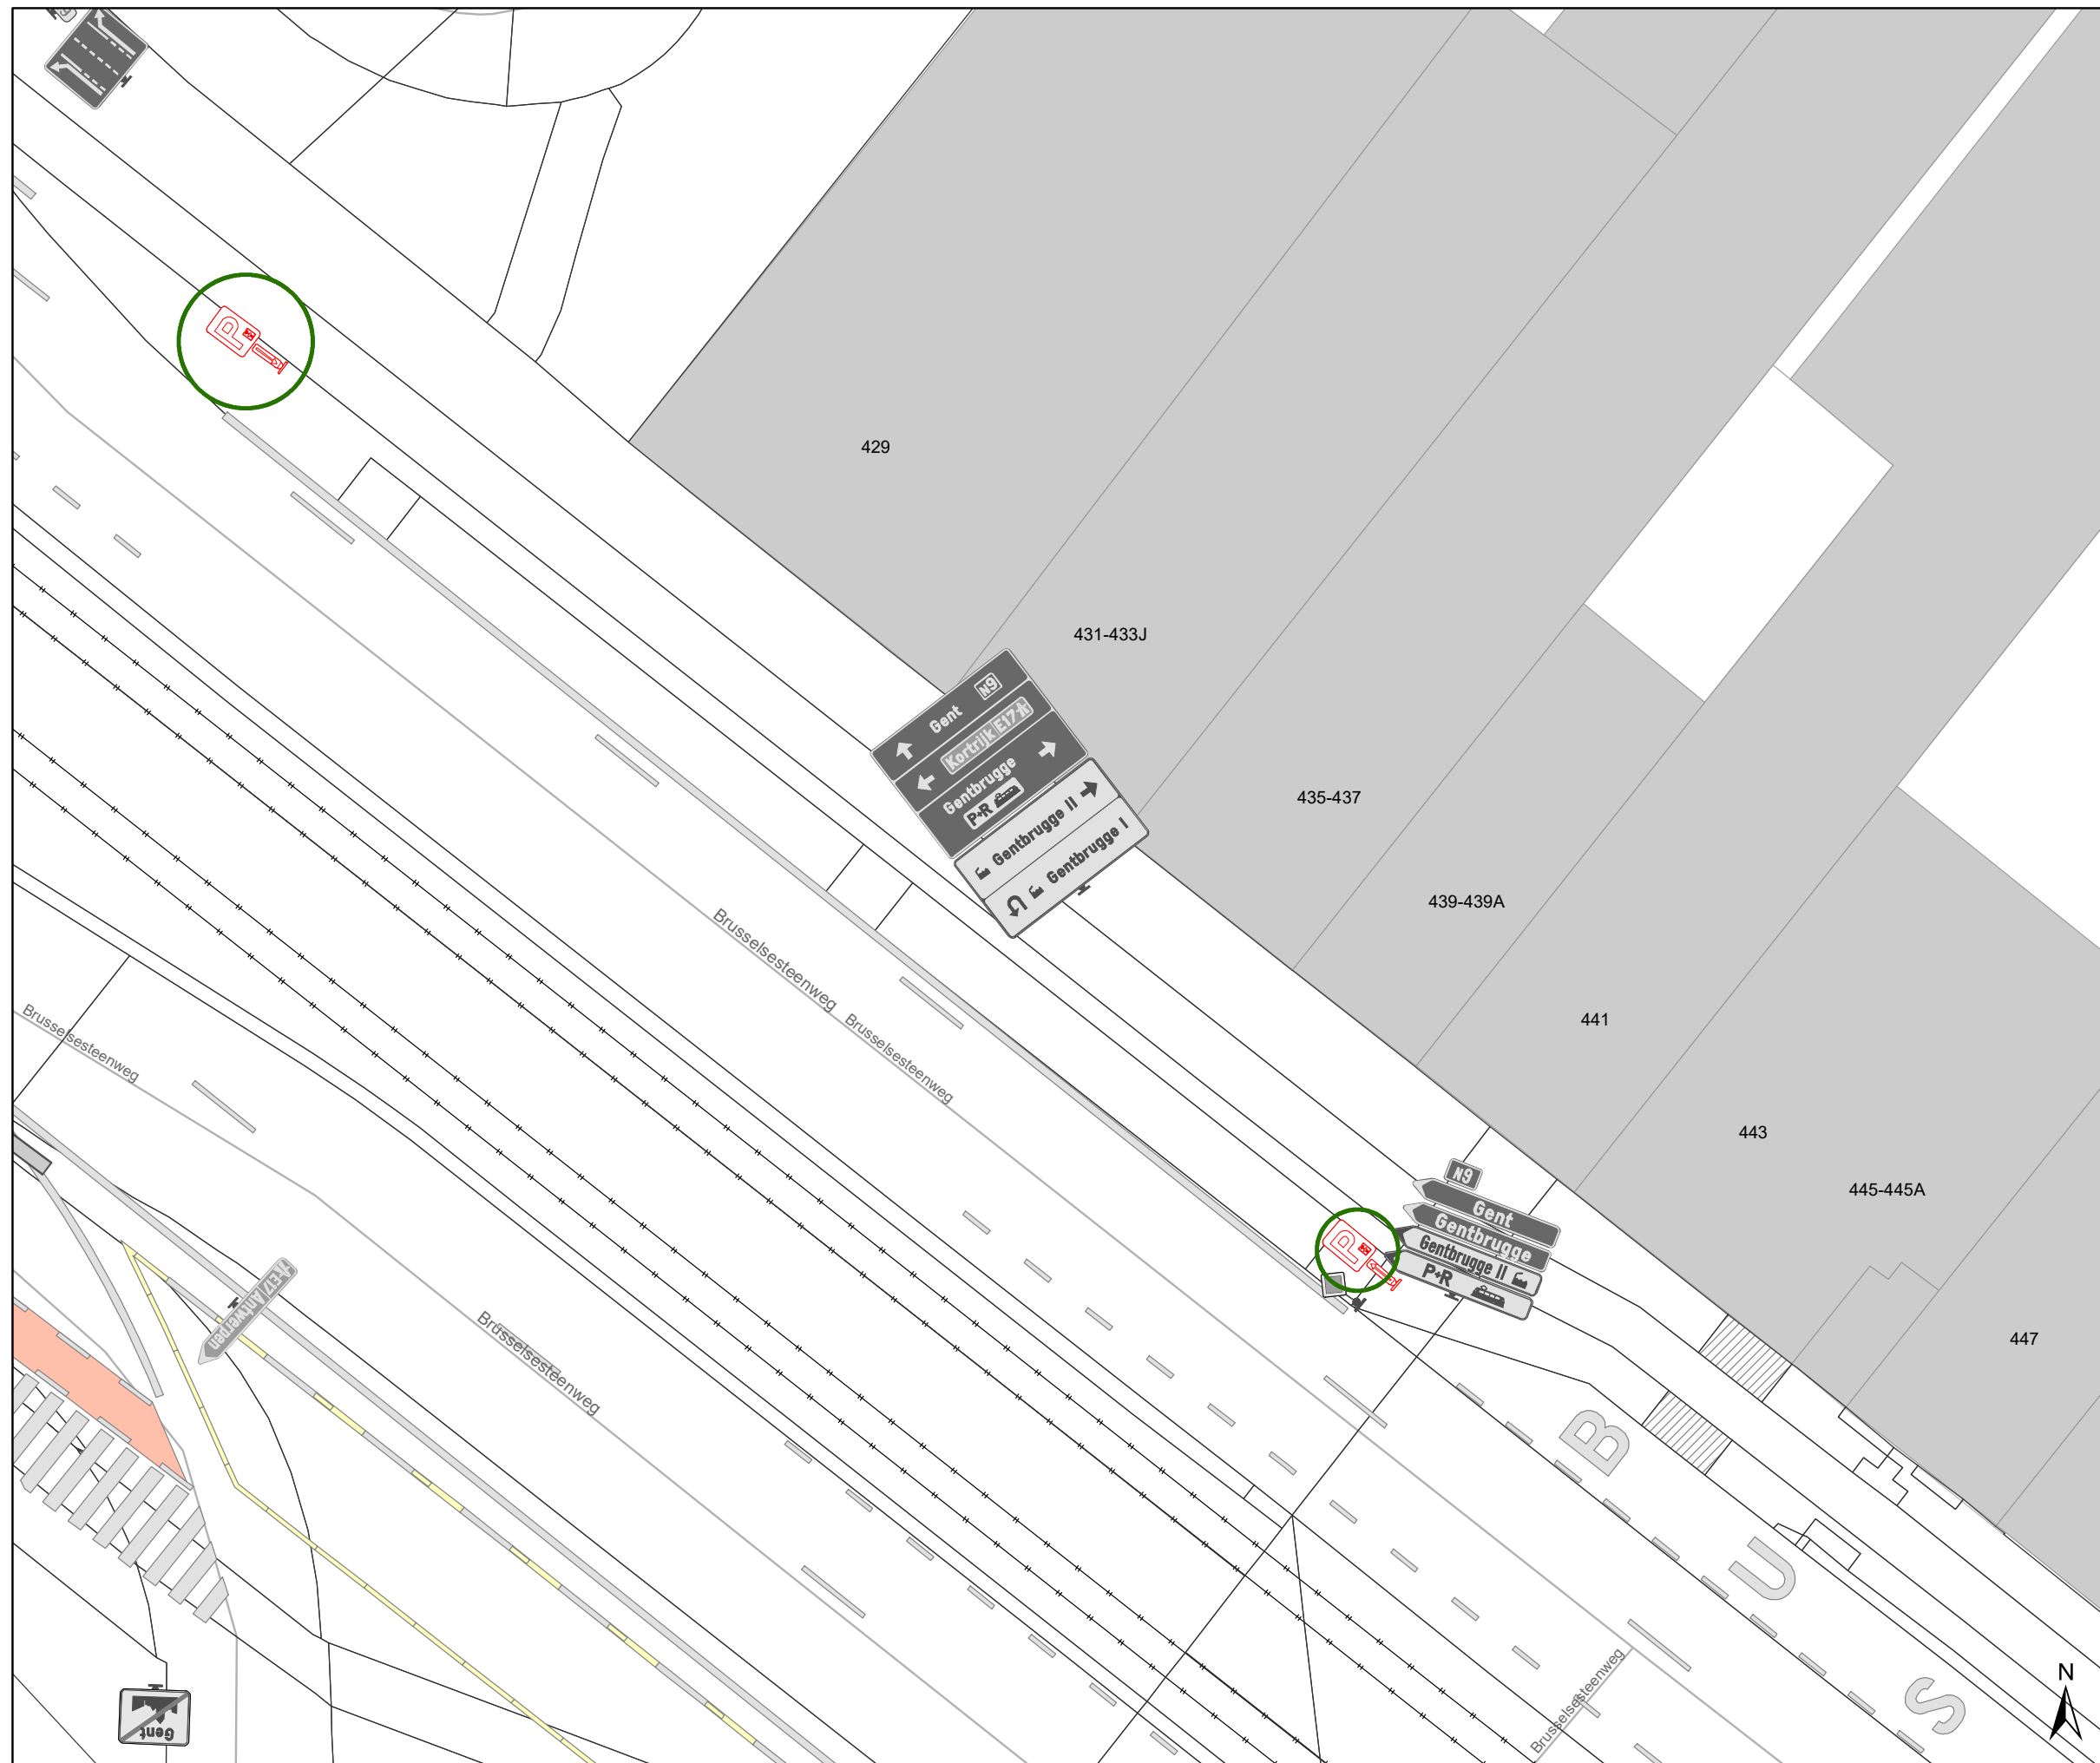 P
429
431-433J
Gent N9
Kortrijk E17
Gentbrugge
P+R
Gentbrugge II
Gentbrugge I
435-437
439-439A
Brusselsesteenweg
Brusselsesteenweg
Brusselsesteenweg
441
443
445-445A
N9
Gent
Gentbrugge
Gentbrugge II
P+R
P
447
E17 Antwerpen
Brusselsesteenweg
BUS
Brusselsesteenweg
Gent
N